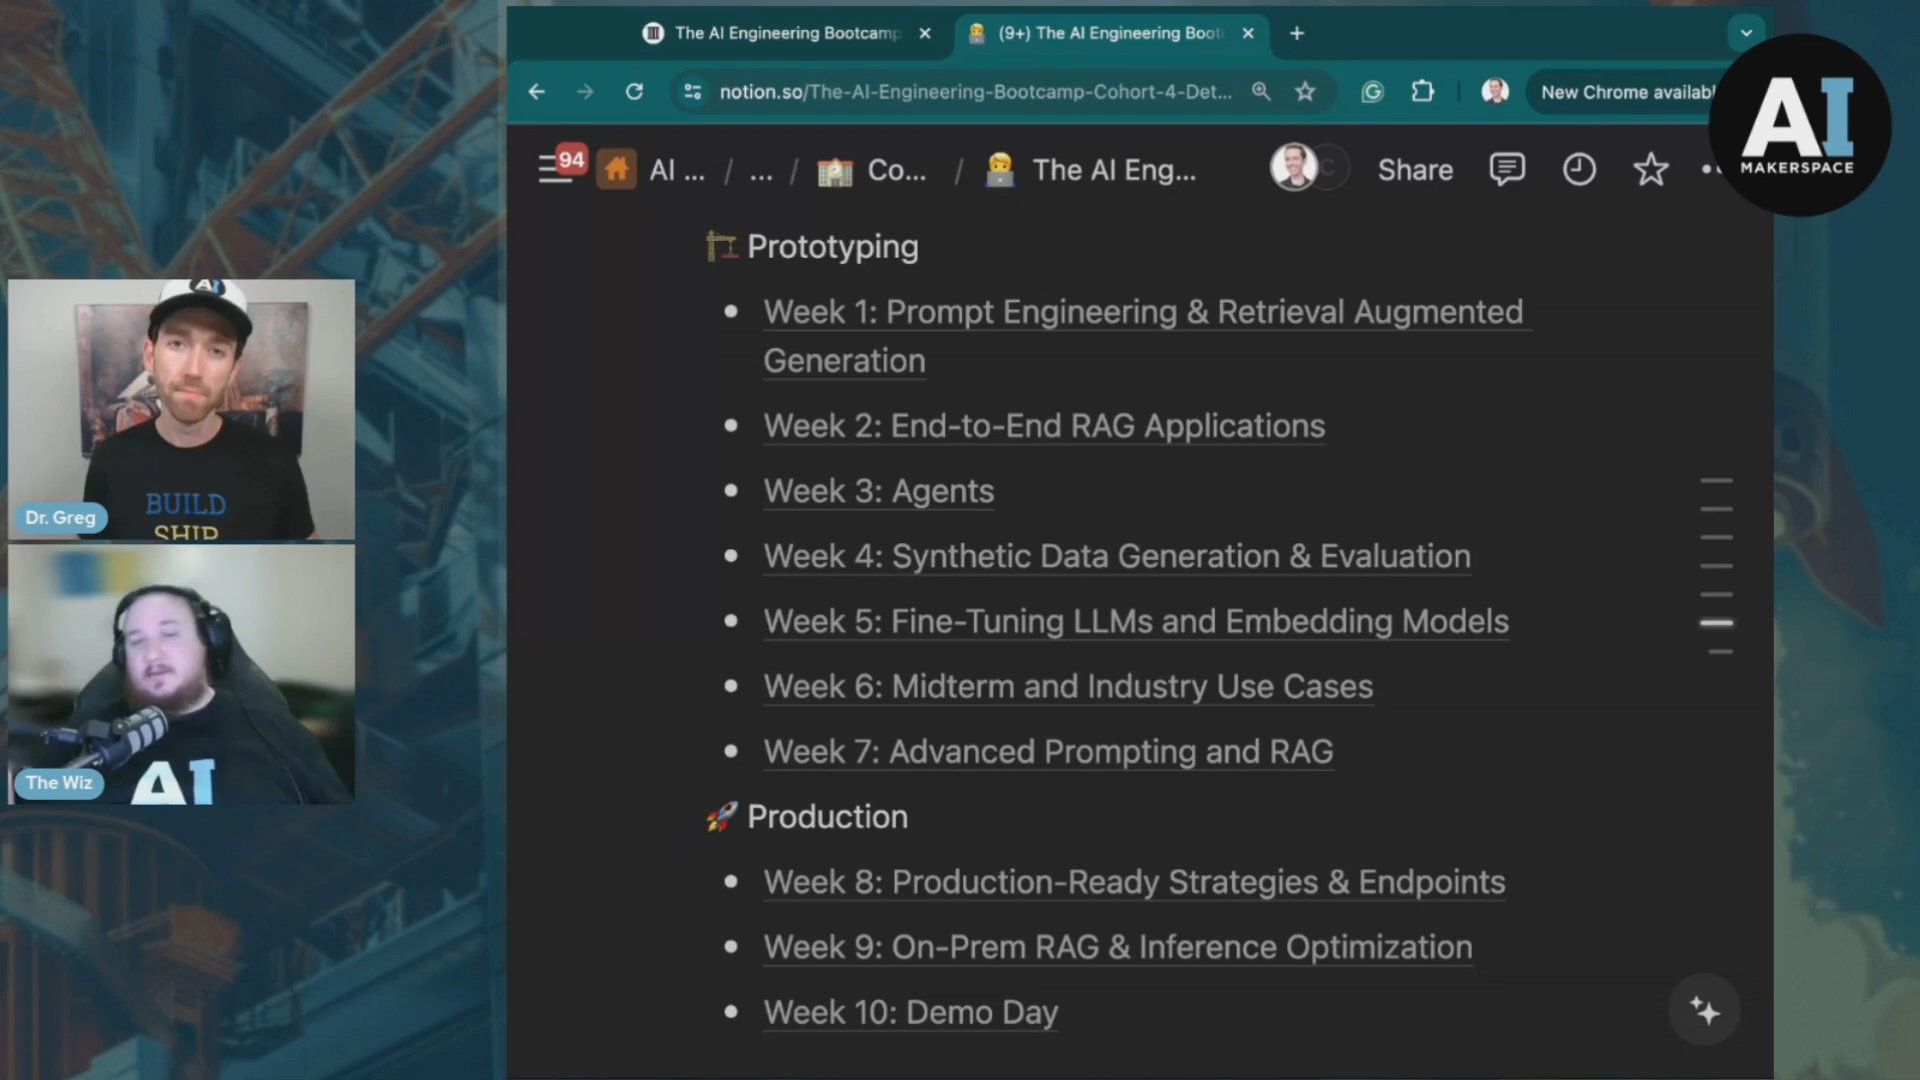 The AI Engineering Bootcamp
(9+) The AI Engineering Boot
notion.so/The-AI-Engineering-Bootcamp-Cohort-4-Det...
New Chrome availabl
AI
MAKERSPACE
94
AI ... / ... / Co... / The AI Eng...
C
Share
Prototyping
Week 1: Prompt Engineering & Retrieval Augmented
Generation
Week 2: End-to-End RAG Applications
Week 3: Agents
Week 4: Synthetic Data Generation & Evaluation
Week 5: Fine-Tuning LLMs and Embedding Models
Week 6: Midterm and Industry Use Cases
Week 7: Advanced Prompting and RAG
Production
Week 8: Production-Ready Strategies & Endpoints
Week 9: On-Prem RAG & Inference Optimization
Week 10: Demo Day
AI
BUILD
SHIP
Dr. Greg
AI
The Wiz